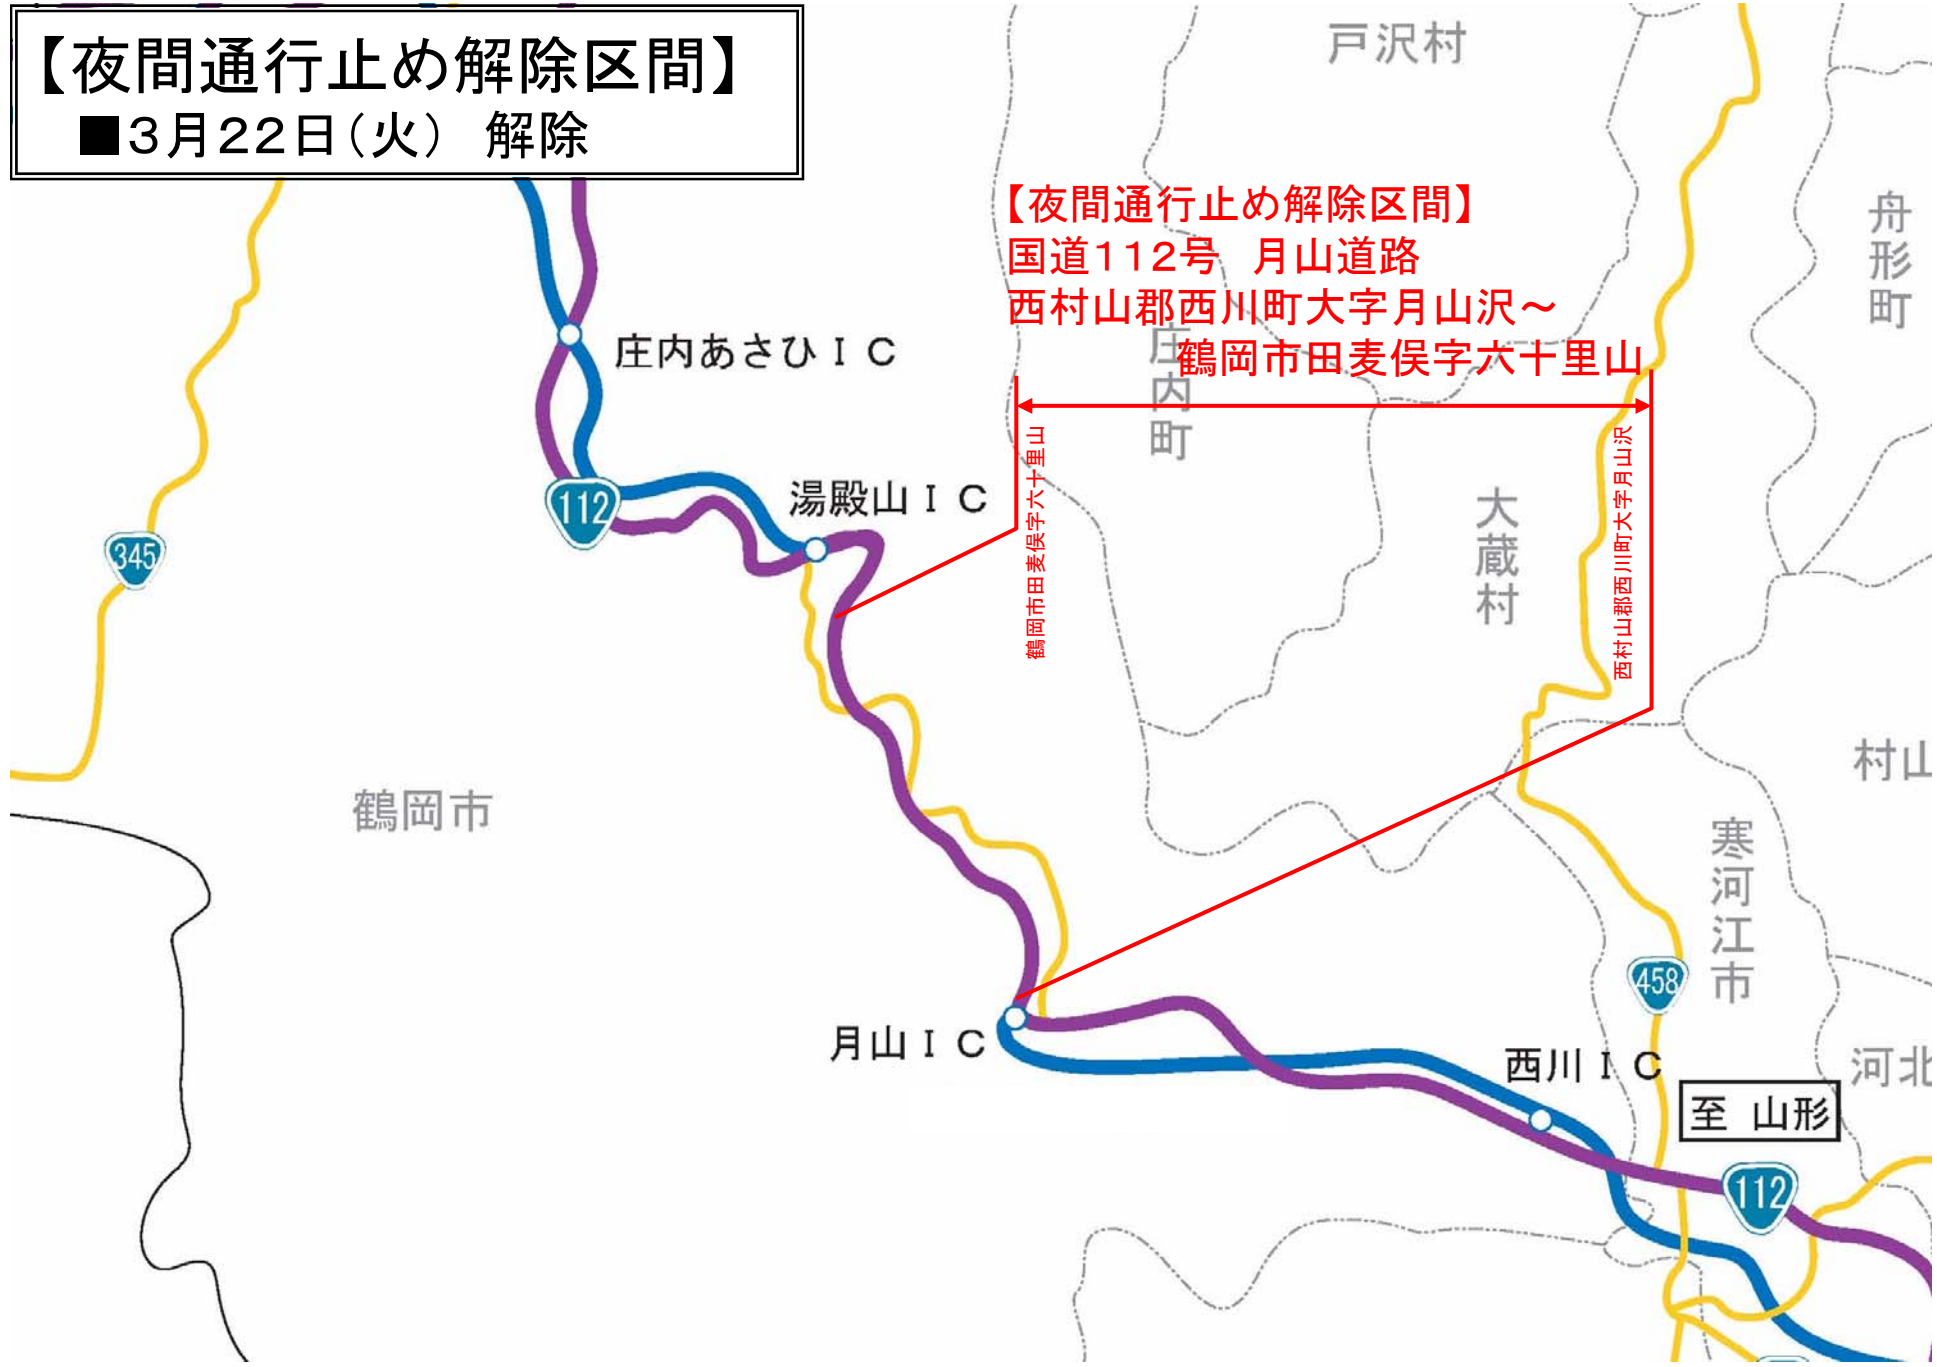 【夜間通行止め解除区間】
■3月22日(火)　解除
戸沢村
舟形町
【夜間通行止め解除区間】
国道112号　月山道路
西村山郡西川町大字月山沢～
鶴岡市田麦俣字六十里山
庄内町
庄内あさひＩＣ
鶴岡市田麦俣字六十里山
西村山郡西川町大字月山沢
湯殿山ＩＣ
112
345
大蔵村
鶴岡市
村山
寒河江市
458
月山ＩＣ
西川ＩＣ
河北
至 山形
112